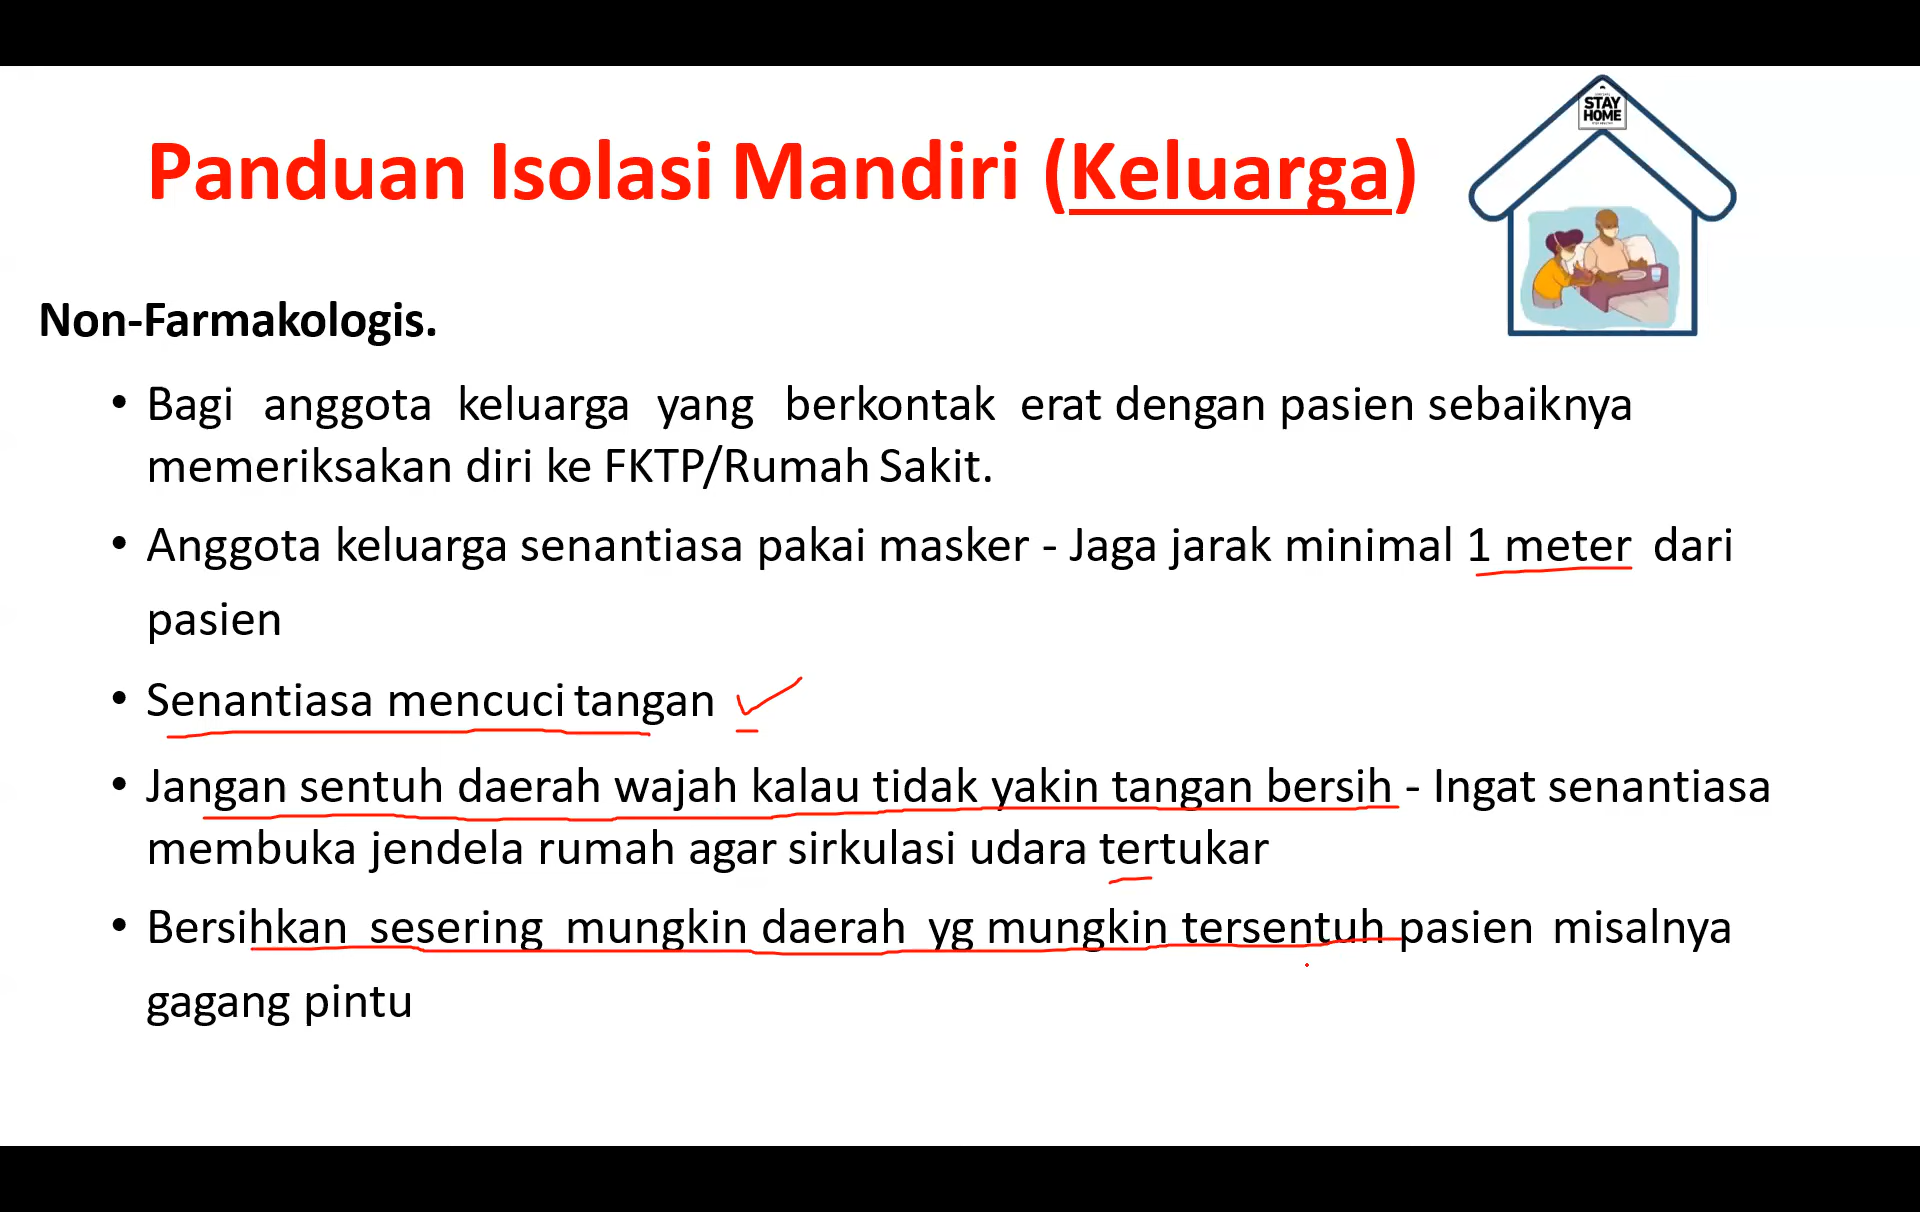 STAY
HOME
Panduan Isolasi Mandiri (Keluarga)
Non-Farmakologis.
• Bagi anggota keluarga yang berkontak erat dengan pasien sebaiknya
memeriksakan diri ke FKTP/Rumah Sakit.
• Anggota keluarga senantiasa pakai masker - Jaga jarak minimal 1 meter dari
pasien
• Senantiasa mencuci tangan
• Jangan sentuh daerah wajah kalau tidak yakin tangan bersih - Ingat senantiasa
membuka jendela rumah agar sirkulasi udara tertukar
• Bersihkan sesering mungkin daerah yg mungkin tersentuh pasien misalnya
gagang pintu